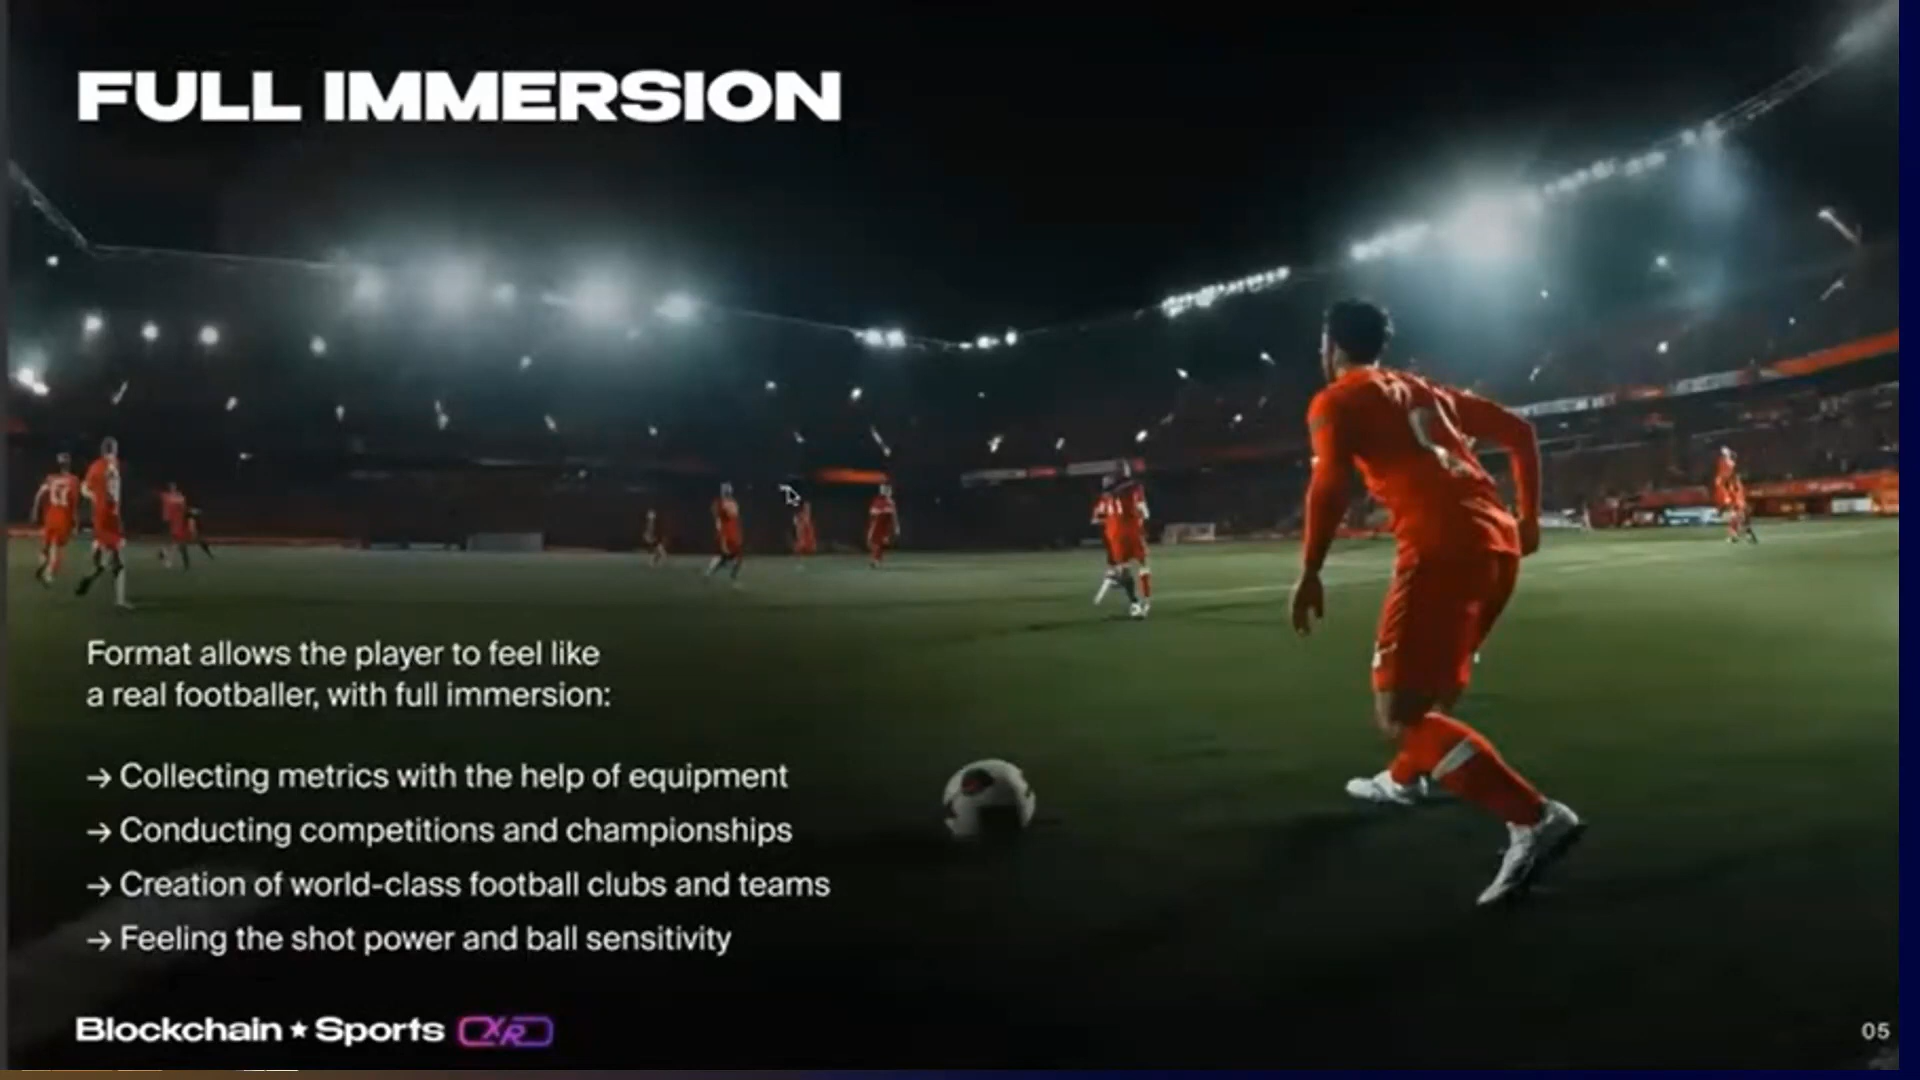 FULL IMMERSION
Format allows the player to feel like
a real footballer, with full immersion:
→ Collecting metrics with the help of equipment
→ Conducting competitions and championships
→ Creation of world-class football clubs and teams
→ Feeling the shot power and ball sensitivity
Blockchain ★ Sports XR
05